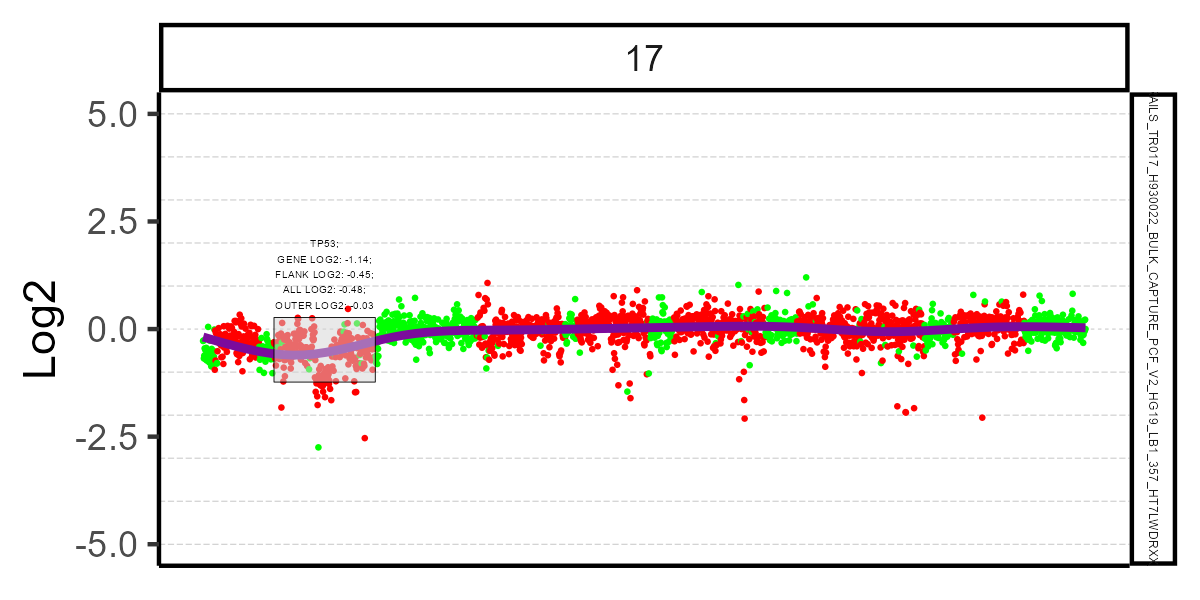 17
5.0
2.5
0.0
-2.5
-5.0
Log2
TP53;
GENE LOG2: -1.14;
FLANK LOG2: -0.45;
ALL LOG2: -0.48;
OUTER LOG2: -0.03
AILS_TR017_H930022_BULK_CAPTURE_PCF_V2_HG19_LB1_357_HT7LWDRX